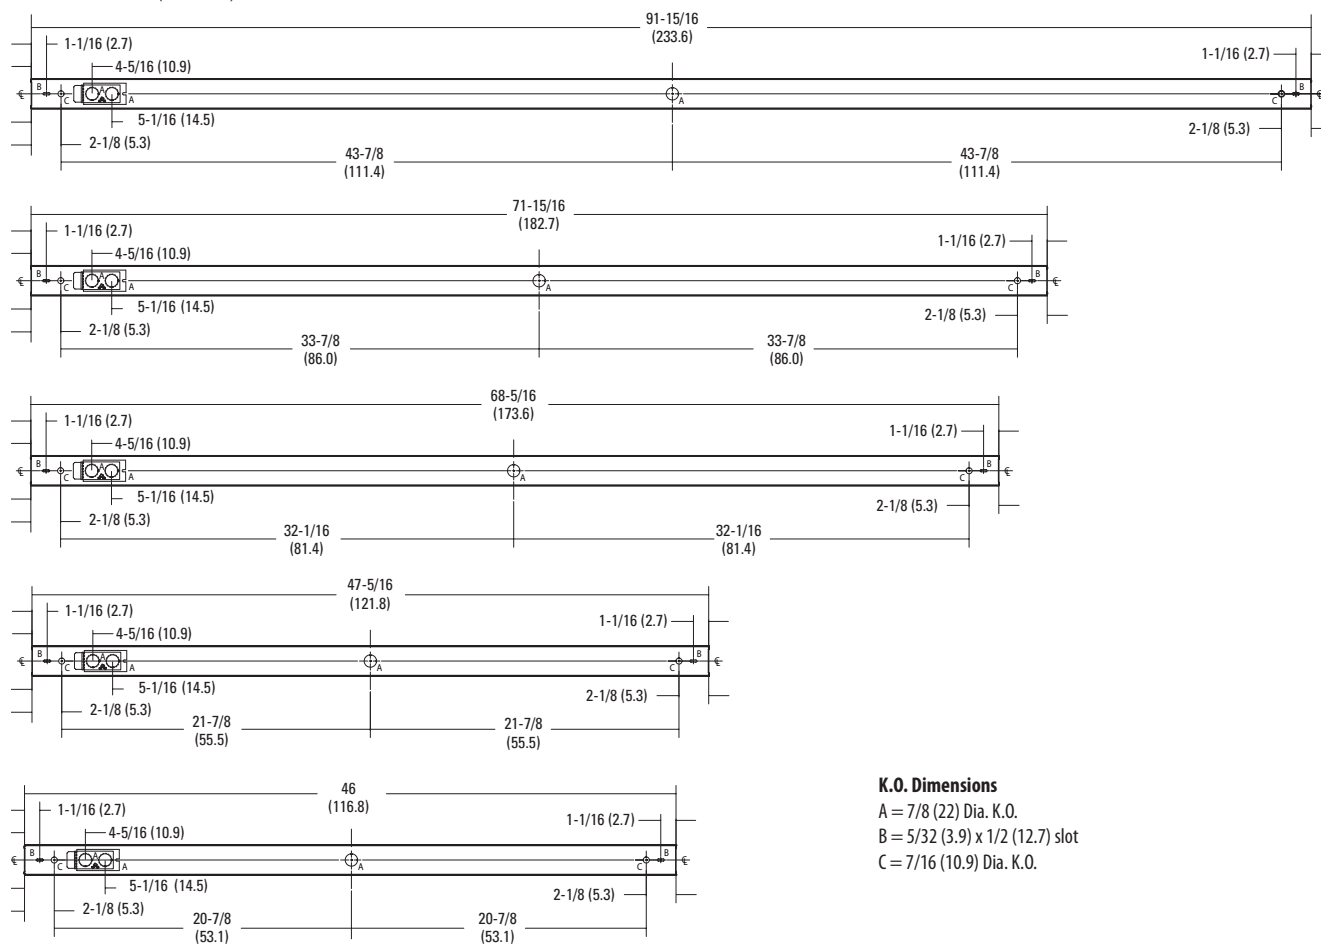 91-15/16
(233.6)
1-1/16 (2.7)
1-1/16 (2.7)
4-5/16 (10.9)
B
C
A
A
A
C
B
5-1/16 (14.5)
2-1/8 (5.3)
2-1/8 (5.3)
43-7/8
(111.4)
43-7/8
(111.4)
71-15/16
(182.7)
1-1/16 (2.7)
1-1/16 (2.7)
4-5/16 (10.9)
B
C
A
A
A
C
B
5-1/16 (14.5)
2-1/8 (5.3)
2-1/8 (5.3)
33-7/8
(86.0)
33-7/8
(86.0)
68-5/16
(173.6)
1-1/16 (2.7)
1-1/16 (2.7)
4-5/16 (10.9)
B
C
A
A
A
C
B
5-1/16 (14.5)
2-1/8 (5.3)
2-1/8 (5.3)
32-1/16
(81.4)
32-1/16
(81.4)
47-5/16
(121.8)
1-1/16 (2.7)
1-1/16 (2.7)
4-5/16 (10.9)
B
C
A
A
A
C
B
5-1/16 (14.5)
2-1/8 (5.3)
2-1/8 (5.3)
21-7/8
(55.5)
21-7/8
(55.5)
46
(116.8)
1-1/16 (2.7)
1-1/16 (2.7)
4-5/16 (10.9)
B
C
A
A
A
C
B
5-1/16 (14.5)
2-1/8 (5.3)
2-1/8 (5.3)
20-7/8
(53.1)
20-7/8
(53.1)
K.O. Dimensions
A = 7/8 (22) Dia. K.O.
B = 5/32 (3.9) x 1/2 (12.7) slot
C = 7/16 (10.9) Dia. K.O.